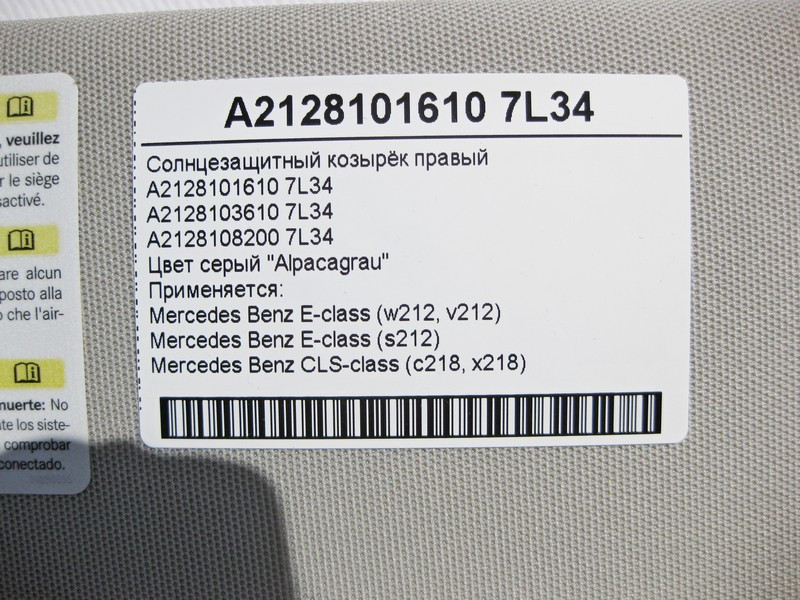 , veuillez
utiliser de
r le siège
sactivé.
are alcun
posto alla
o che l'air-
muerte: No
te los siste-
comprobar
conectado.
A2128101610 7L34
Солнцезащитный козырёк правый
A2128101610 7L34
A2128103610 7L34
A2128108200 7L34
Цвет серый "Alpacagrau"
Применяется:
Mercedes Benz E-class (w212, v212)
Mercedes Benz E-class (s212)
Mercedes Benz CLS-class (c218, x218)